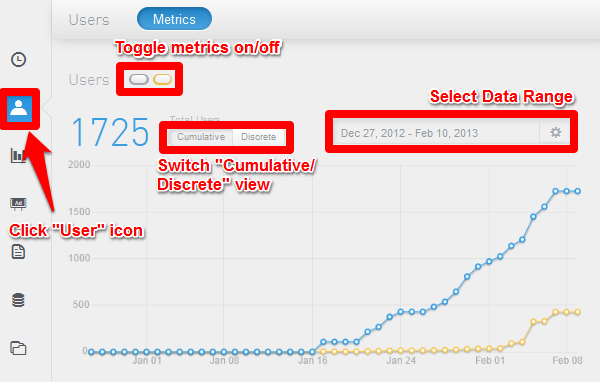 Users
Metrics
Toggle metrics on/off
Users
Select Data Range
1725
Total Users
Cumulative
Discrete
Dec 27, 2012 - Feb 10, 2013
Switch "Cumulative/
Discrete" view
2000
1500
Ad
Click "User" icon
1000
500
0
Jan 01
Jan 08
Jan 16
Jan 24
Feb 01
Feb 08